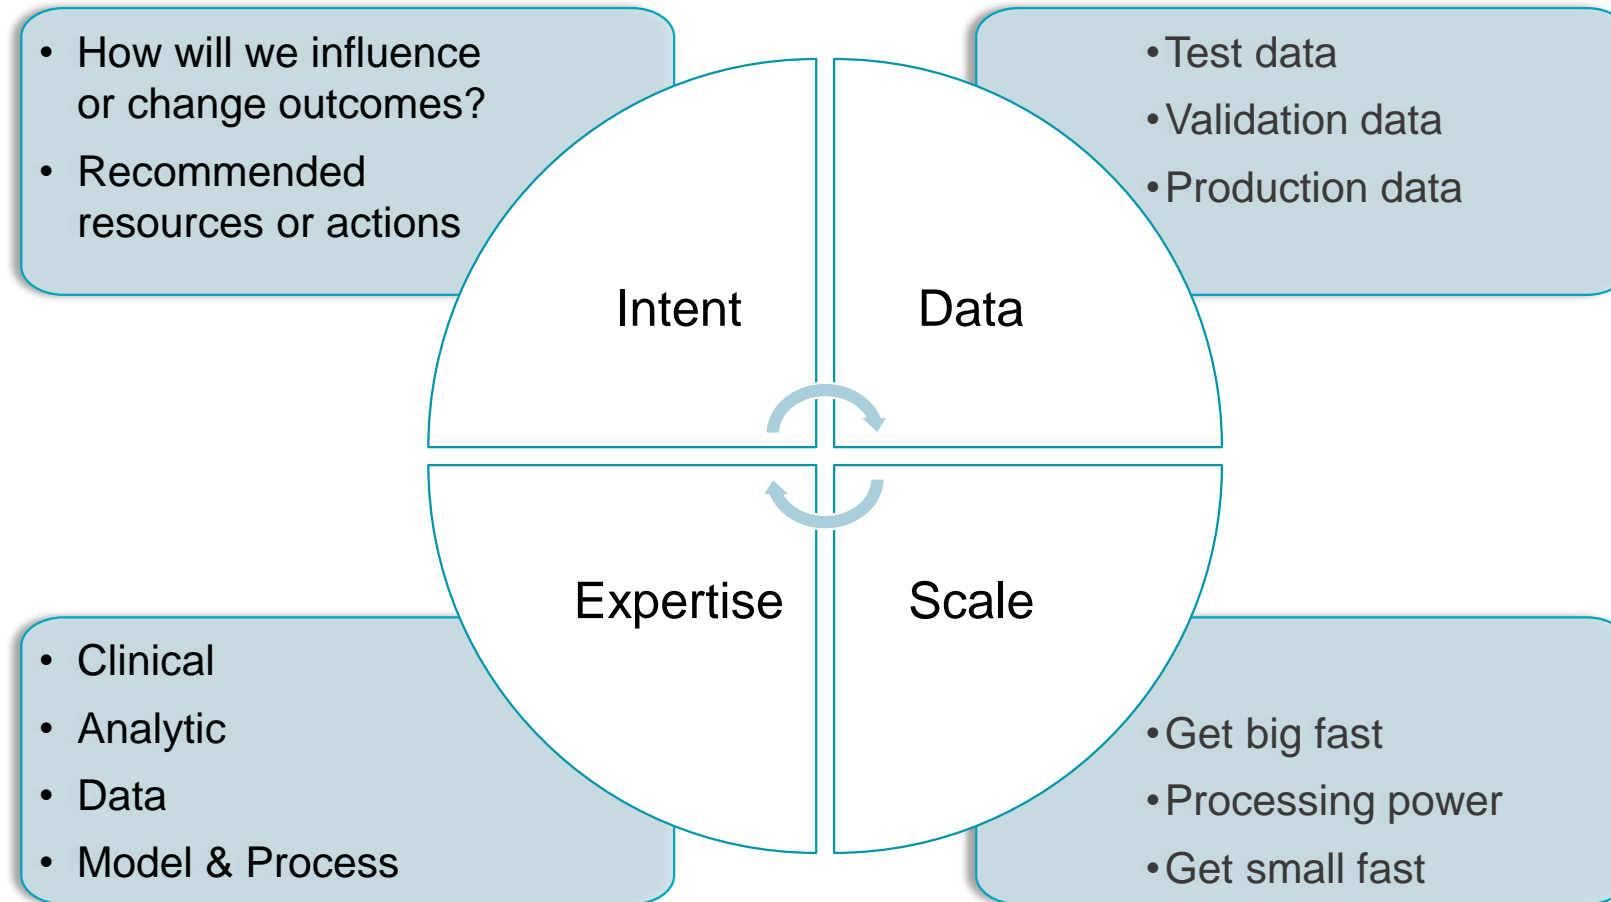 • How will we influence
or change outcomes?
• Recommended
resources or actions
• Test data
• Validation data
• Production data
Intent
Data
Expertise
Scale
• Clinical
• Analytic
• Data
• Model & Process
• Get big fast
• Processing power
• Get small fast